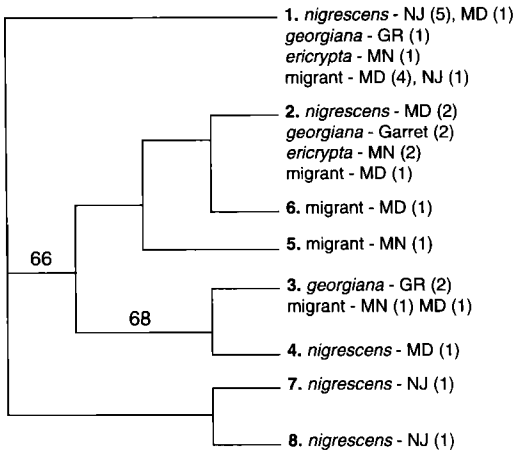 1. nigrescens - NJ (5), MD (1)
georgiana - GR (1)
ericrypta - MN (1)
migrant - MD (4), NJ (1)
2. nigrescens - MD (2)
georgiana - Garret (2)
ericrypta - MN (2)
migrant - MD (1)
6. migrant - MD (1)
5. migrant - MN (1)
66
3. georgiana - GR (2)
migrant - MN (1) MD (1)
68
4. nigrescens - MD (1)
7. nigrescens - NJ (1)
8. nigrescens - NJ (1)